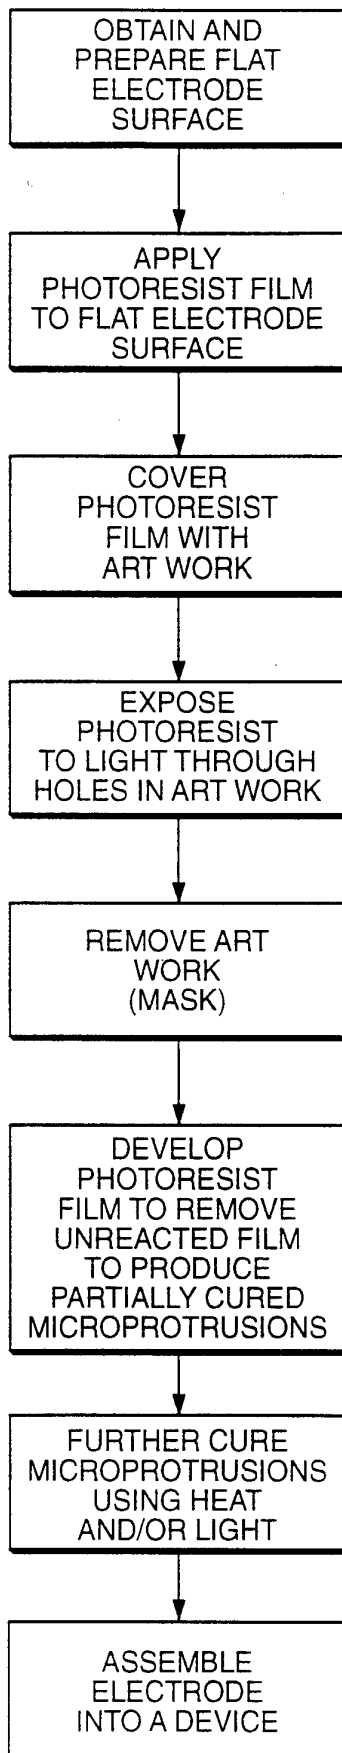 OBTAIN AND
PREPARE FLAT
ELECTRODE
SURFACE
APPLY
PHOTORESIST FILM
TO FLAT ELECTRODE
SURFACE
COVER
PHOTORESIST
FILM WITH
ART WORK
EXPOSE
PHOTORESIST
TO LIGHT THROUGH
HOLES IN ART WORK
REMOVE ART
WORK
(MASK)
DEVELOP
PHOTORESIST
FILM TO REMOVE
UNREACTED FILM
TO PRODUCE
PARTIALLY CURED
MICROPROTRUSIONS
FURTHER CURE
MICROPROTRUSIONS
USING HEAT
AND/OR LIGHT
ASSEMBLE
ELECTRODE
INTO A DEVICE